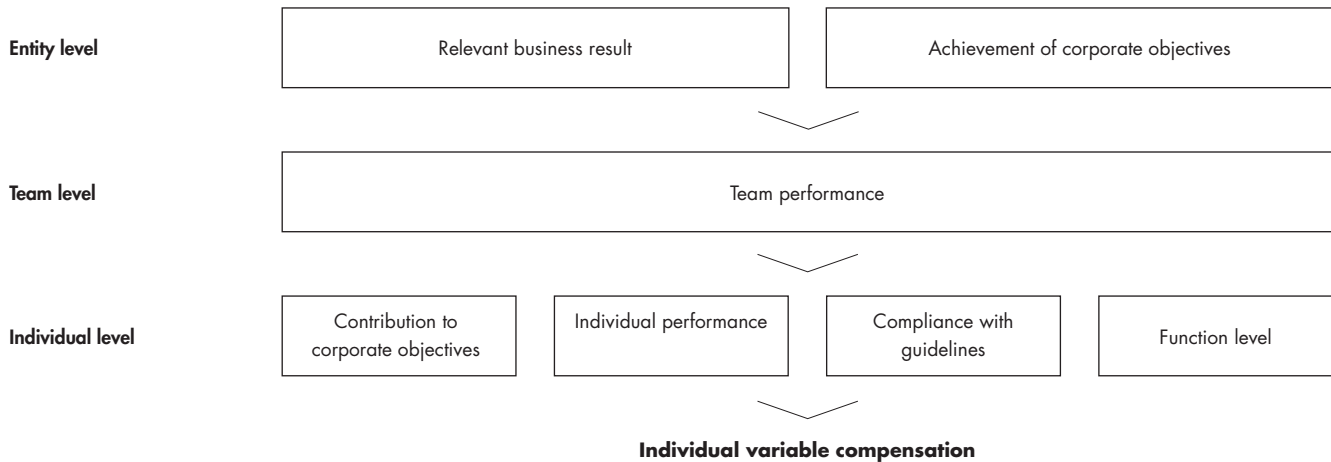 Entity level
Relevant business result
Achievement of corporate objectives
Team level
Team performance
Individual level
Contribution to
corporate objectives
Individual performance
Compliance with
guidelines
Function level
Individual variable compensation